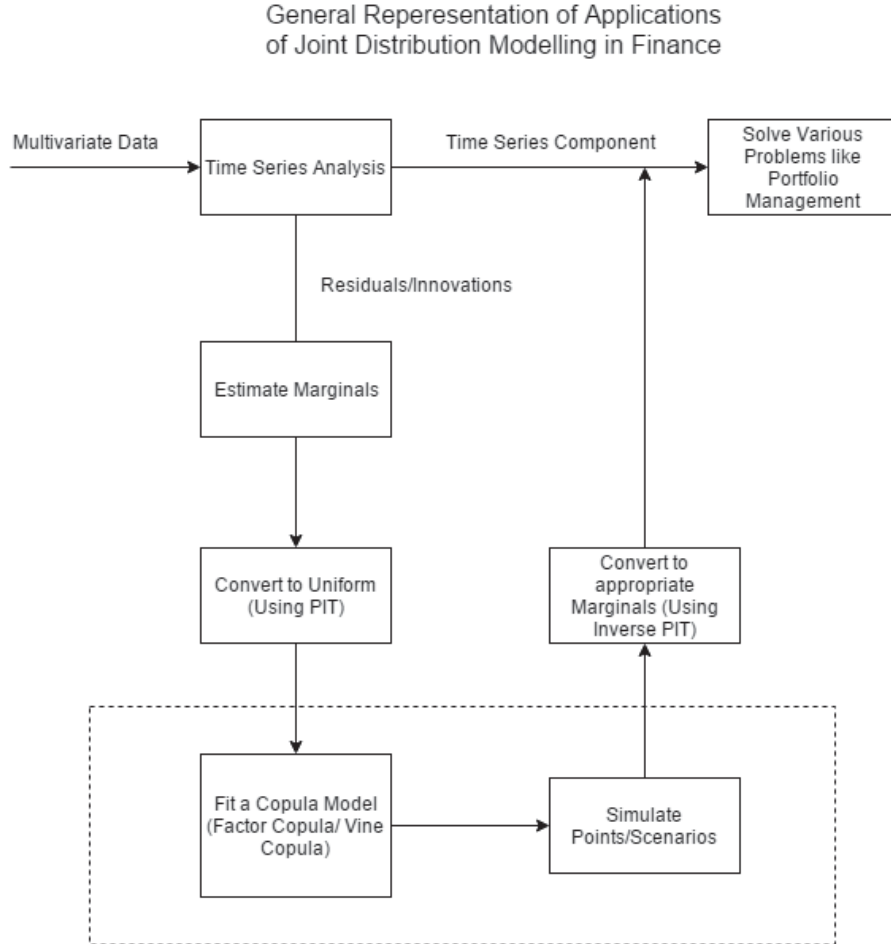 General Reperesentation of Applications
of Joint Distribution Modelling in Finance
Multivariate Data
Time Series Analysis
Time Series Component
Solve Various
Problems like
Portfolio
Management
Residuals/Innovations
Estimate Marginals
Convert to Uniform
(Using PIT)
Convert to
appropriate
Marginals (Using
Inverse PIT)
Fit a Copula Model
(Factor Copula/ Vine
Copula)
Simulate
Points/Scenarios